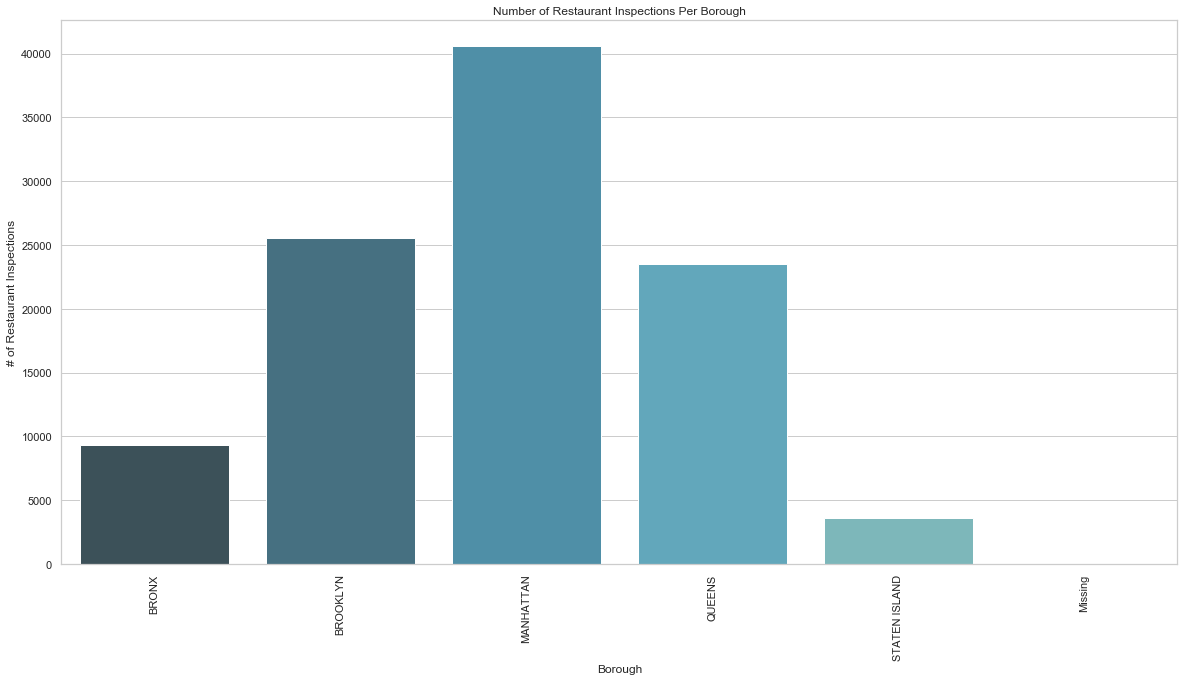 Number of Restaurant Inspections Per Borough
# of Restaurant Inspections
40000
35000
30000
25000
20000
15000
10000
5000
0
BRONX
BROOKLYN
MANHATTAN
QUEENS
STATEN ISLAND
Missing
Borough